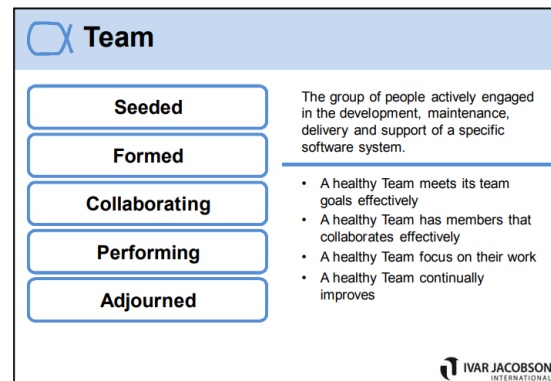 Team
Seeded
Formed
Collaborating
Performing
Adjourned
The group of people actively engaged
in the development, maintenance,
delivery and support of a specific
software system.
• A healthy Team meets its team
goals effectively
• A healthy Team has members that
collaborates effectively
• A healthy Team focus on their work
• A healthy Team continually
improves
IVAR JACOBSON
INTERNATIONAL